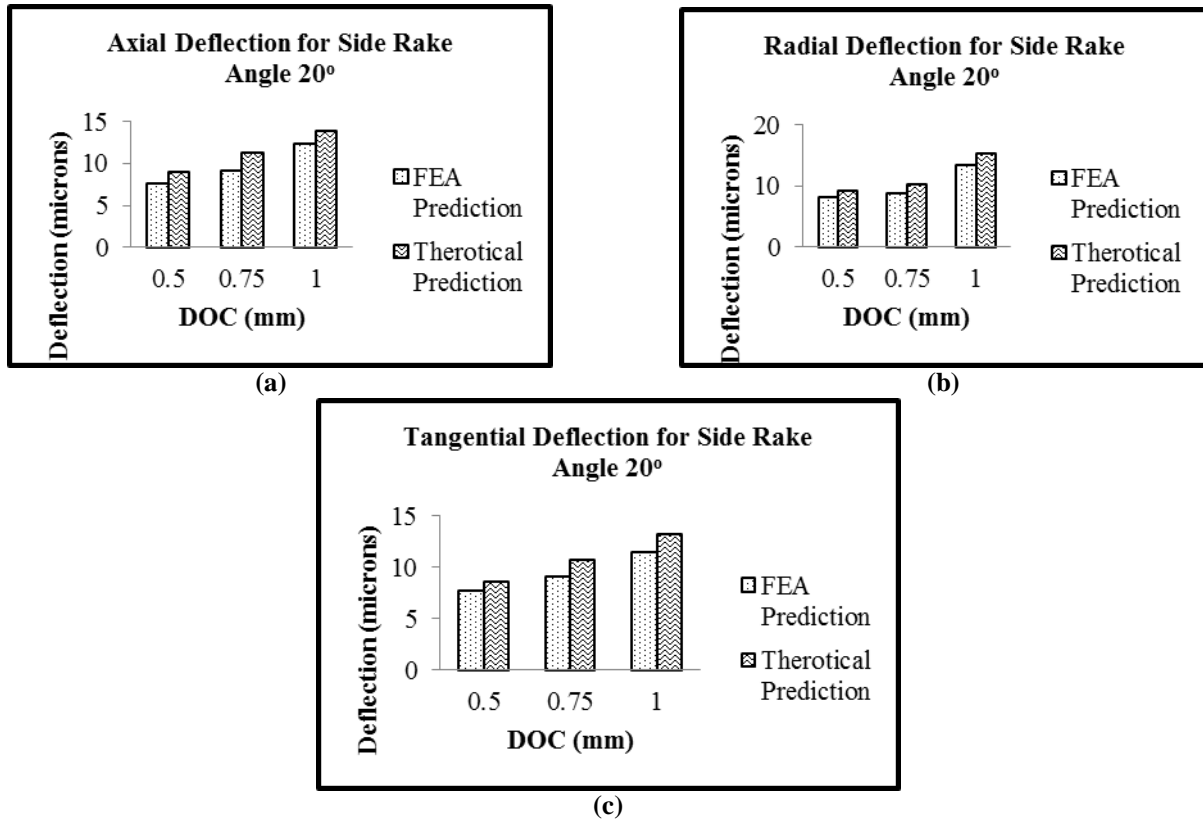 Axial Deflection for Side Rake
Angle 20º
Deflection (microns)
15
10
5
0
0.5 0.75 1
DOC (mm)
FEA
Prediction
Therotical
Prediction
(a)
Radial Deflection for Side Rake
Angle 20º
Deflection (microns)
20
10
0
0.5 0.75 1
DOC (mm)
FEA
Prediction
Therotical
Prediction
(b)
Tangential Deflection for Side Rake
Angle 20º
Deflection (microns)
15
10
5
0
0.5 0.75 1
DOC (mm)
FEA
Prediction
Therotical
Prediction
(c)